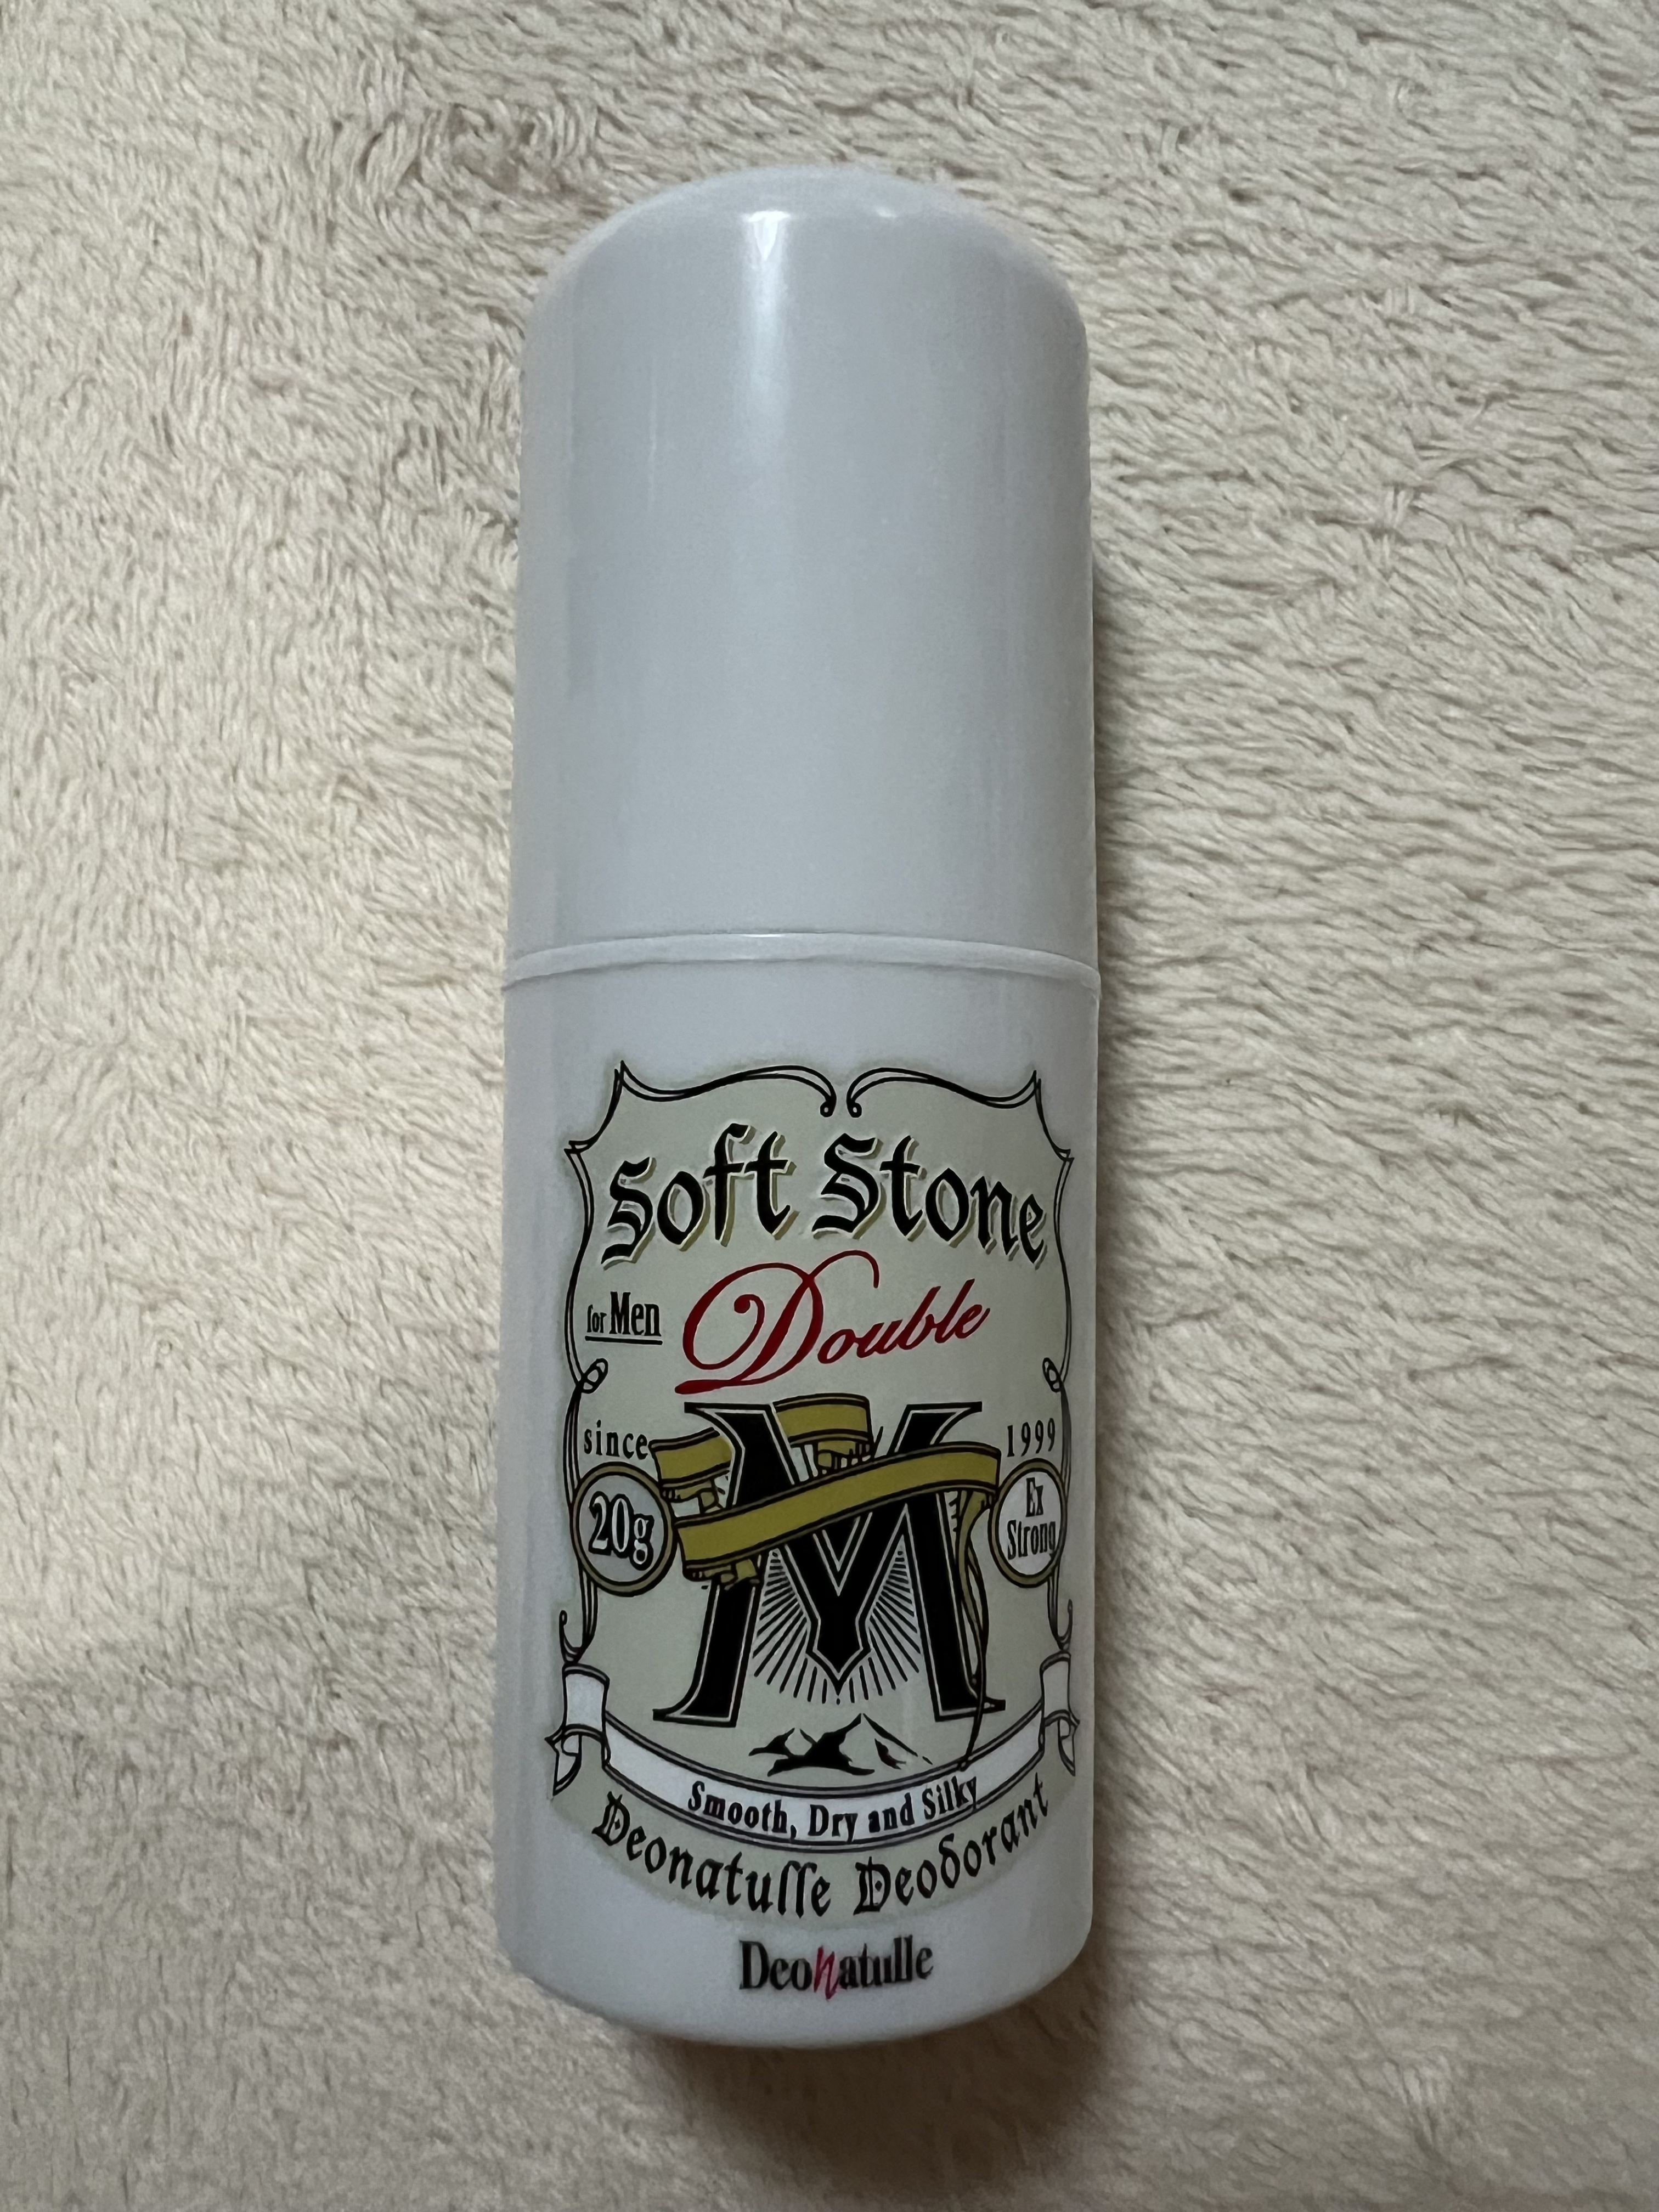 Soft Stone
for Men
Double
since
1999
20g
Ex
Strong
M
Smooth, Dry and Silky
Deonatulle Deodorant
Deonatulle